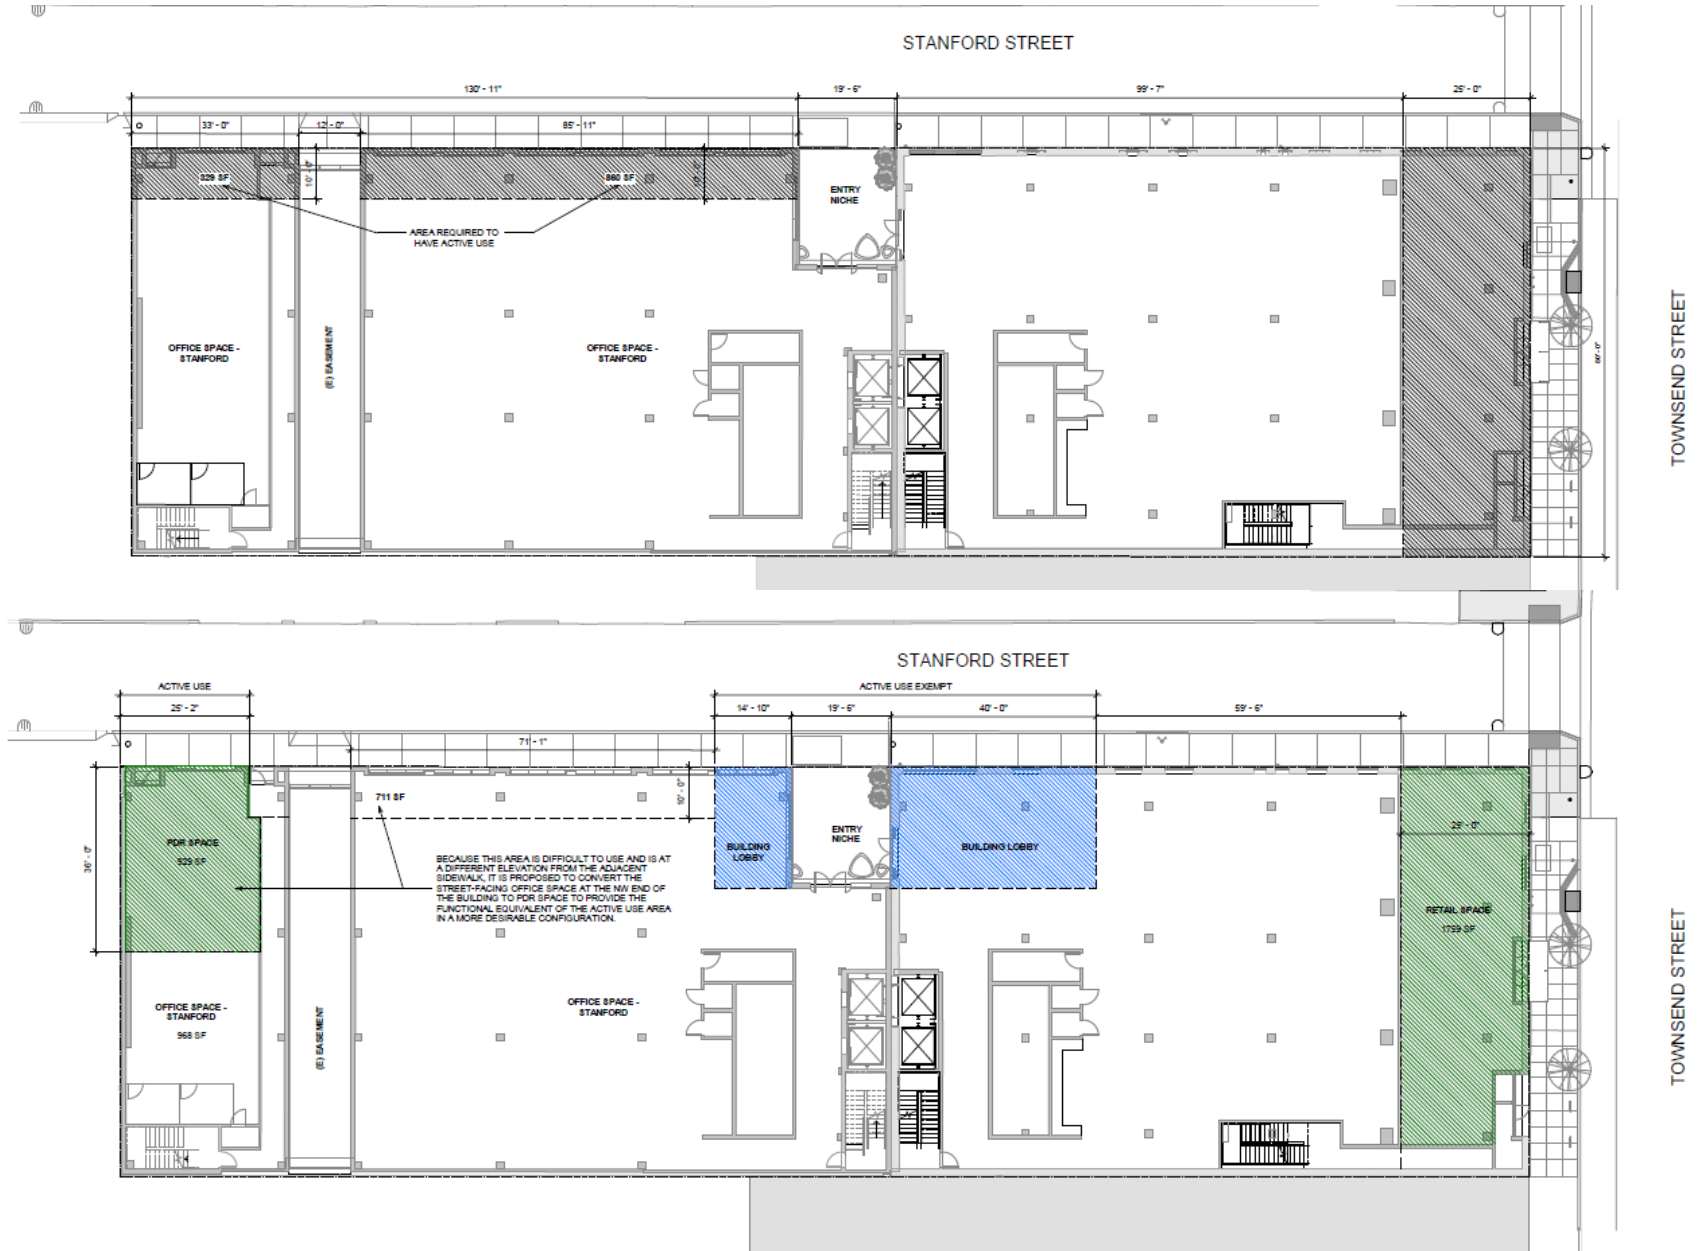 STANFORD STREET
130' - 11"
19' - 6"
99' - 7"
25' - 0"
33' - 0"
12' - 0"
85' - 11"
329 SF
10' - 0"
860 SF
10' - 0"
ENTRY
NICHE
AREA REQUIRED TO
HAVE ACTIVE USE
OFFICE SPACE -
STANFORD
(E) EASEMENT
OFFICE SPACE -
STANFORD
TOWNSEND STREET
STANFORD STREET
ACTIVE USE
ACTIVE USE EXEMPT
25' - 2"
14' - 10"
19' - 6"
40' - 0"
59' - 6"
71' - 1"
711 SF
10' - 0"
36' - 0"
PDR SPACE
929 SF
BUILDING
LOBBY
ENTRY
NICHE
BUILDING LOBBY
25' - 0"
BECAUSE THIS AREA IS DIFFICULT TO USE AND IS AT
A DIFFERENT ELEVATION FROM THE ADJACENT
SIDEWALK, IT IS PROPOSED TO CONVERT THE
STREET-FACING OFFICE SPACE AT THE NW END OF
THE BUILDING TO PDR SPACE TO PROVIDE THE
FUNCTIONAL EQUIVALENT OF THE ACTIVE USE AREA
IN A MORE DESIRABLE CONFIGURATION.
RETAIL SPACE
1799 SF
OFFICE SPACE -
STANFORD
968 SF
(E) EASEMENT
OFFICE SPACE -
STANFORD
TOWNSEND STREET